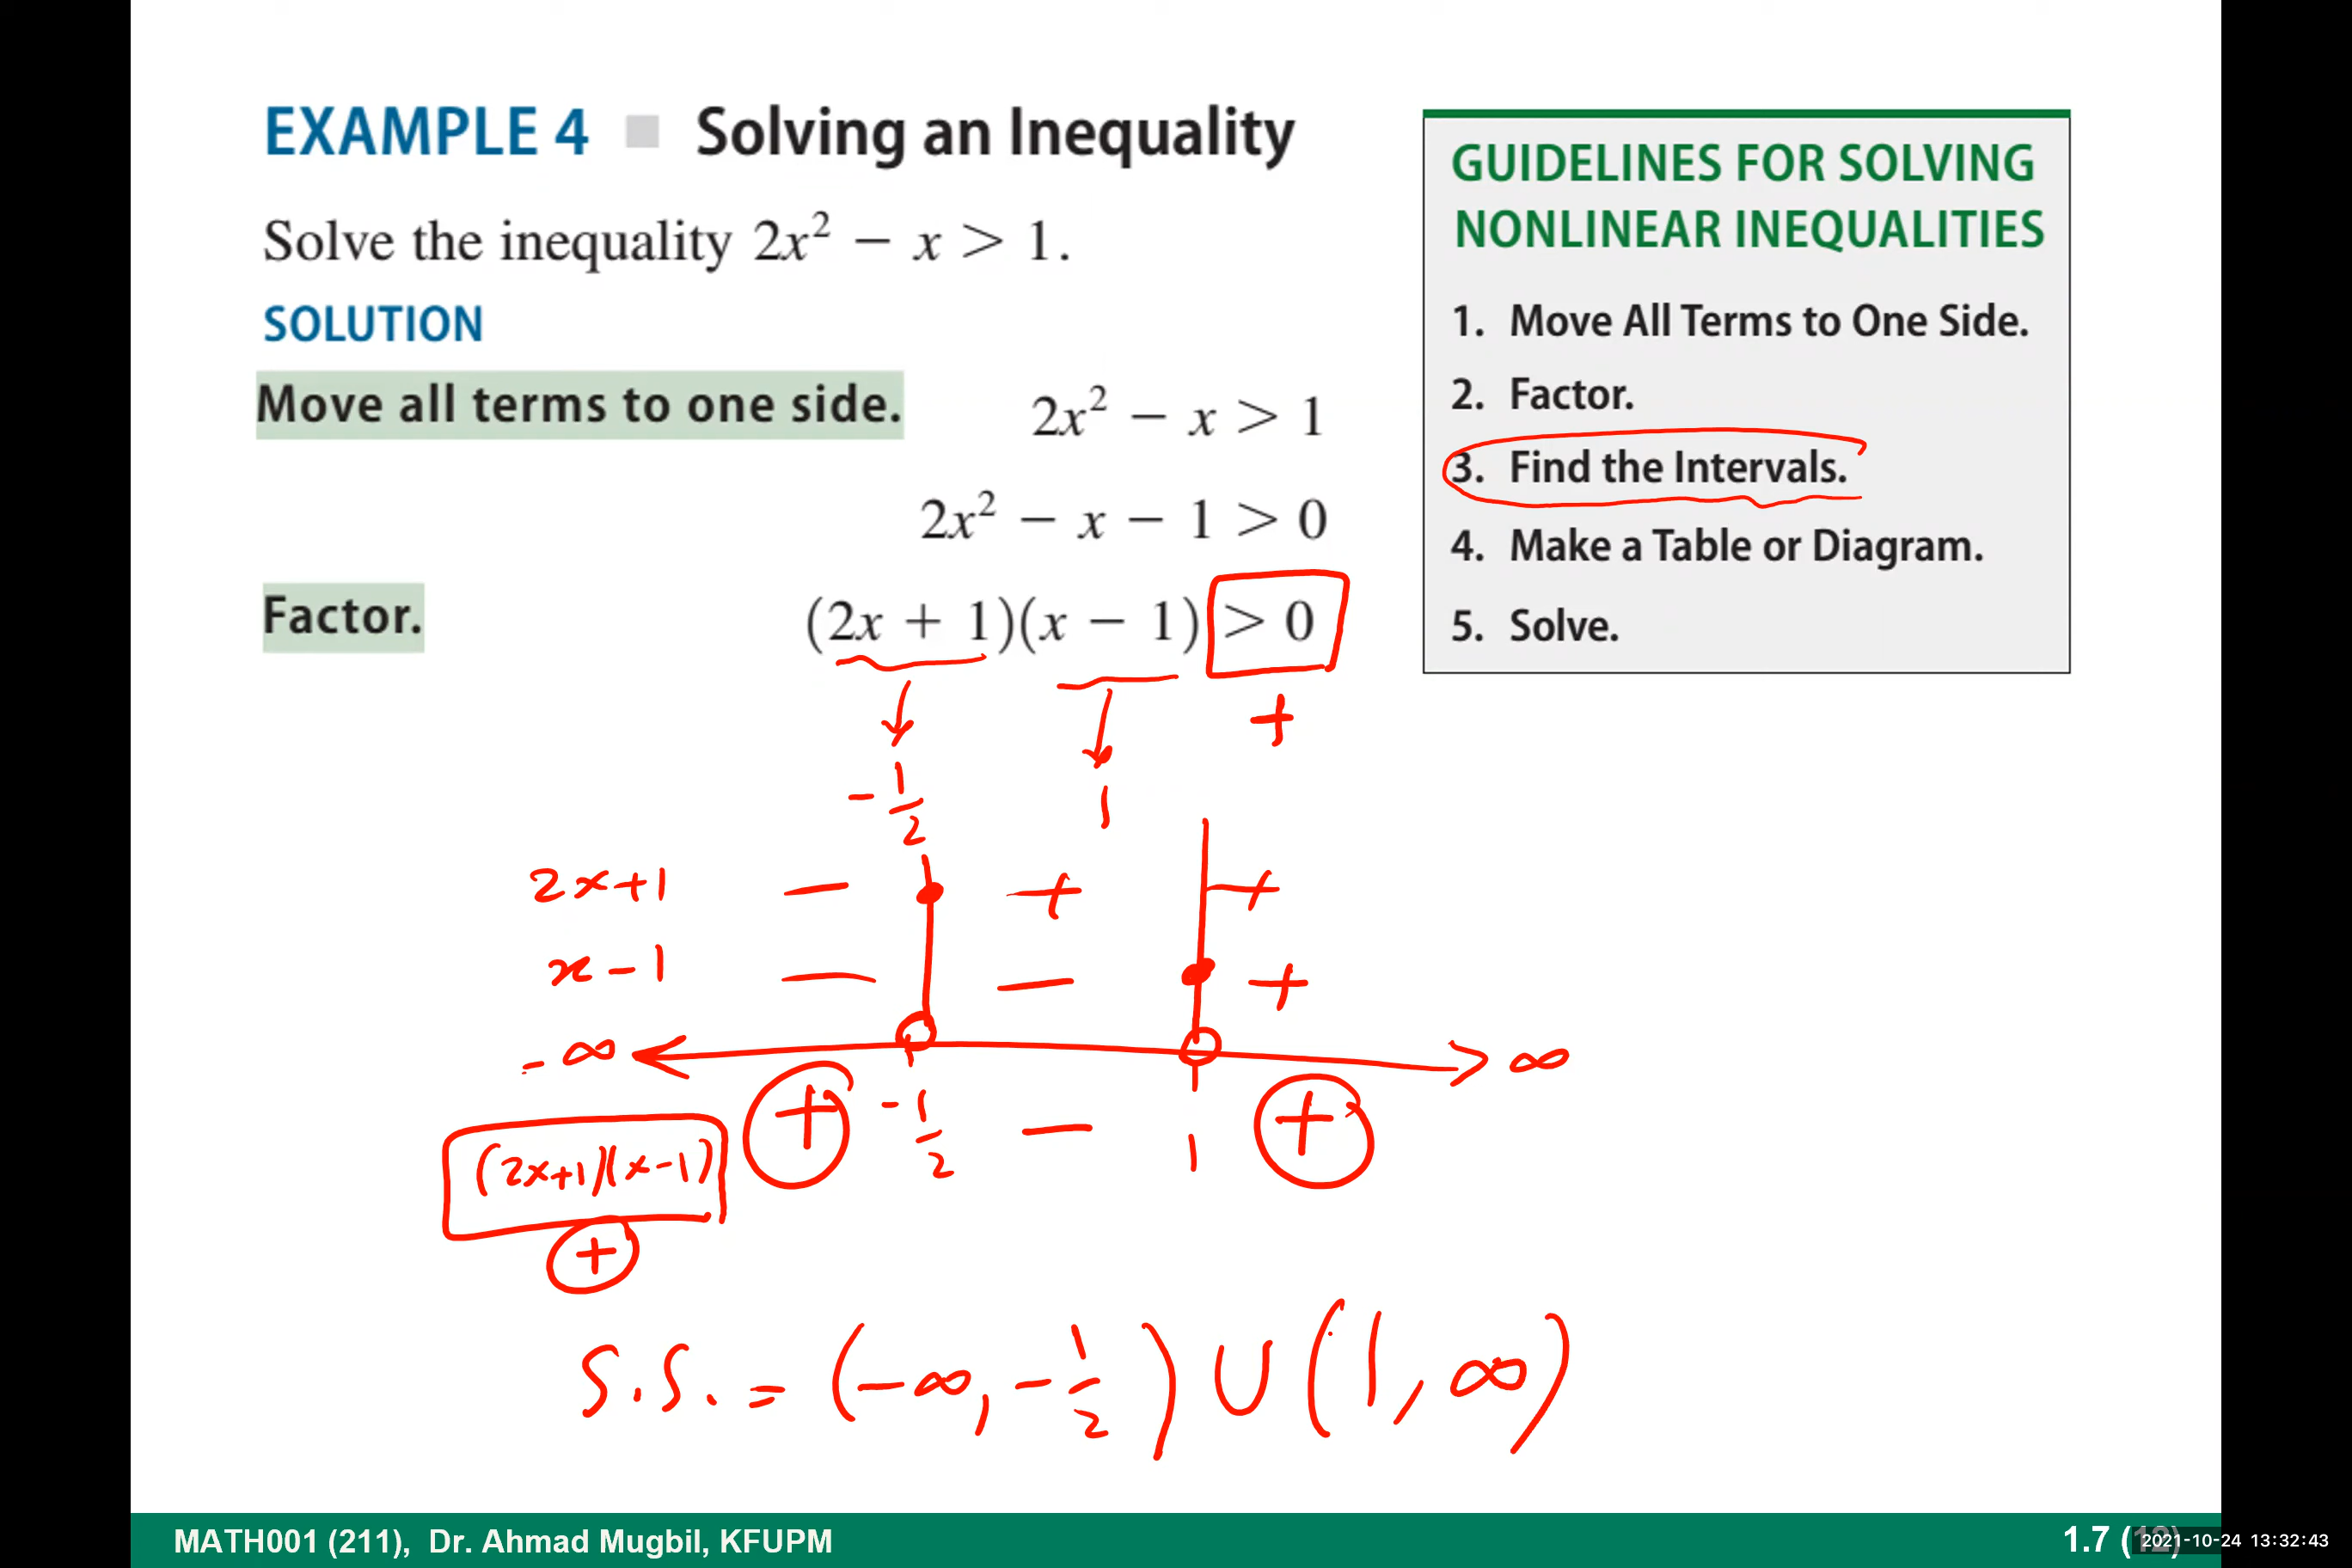 EXAMPLE 4 ■ Solving an Inequality
Solve the inequality 2x² − x > 1.
SOLUTION
Move all terms to one side. 2x² − x > 1
2x² − x − 1 > 0
Factor. (2x + 1)(x − 1) > 0
GUIDELINES FOR SOLVING
NONLINEAR INEQUALITIES
1. Move All Terms to One Side.
2. Factor.
3. Find the Intervals.
4. Make a Table or Diagram.
5. Solve.
+
-1/2 1
2x+1 − + +
x-1 − − +
-∞ ∞
+ -1/2 − 1 +
(2x+1)(x-1)
+
S.S. = (-∞, -1/2) ∪ (1, ∞)
MATH001 (211), Dr. Ahmad Mugbil, KFUPM
1.7 (12)
2021-10-24 13:32:43